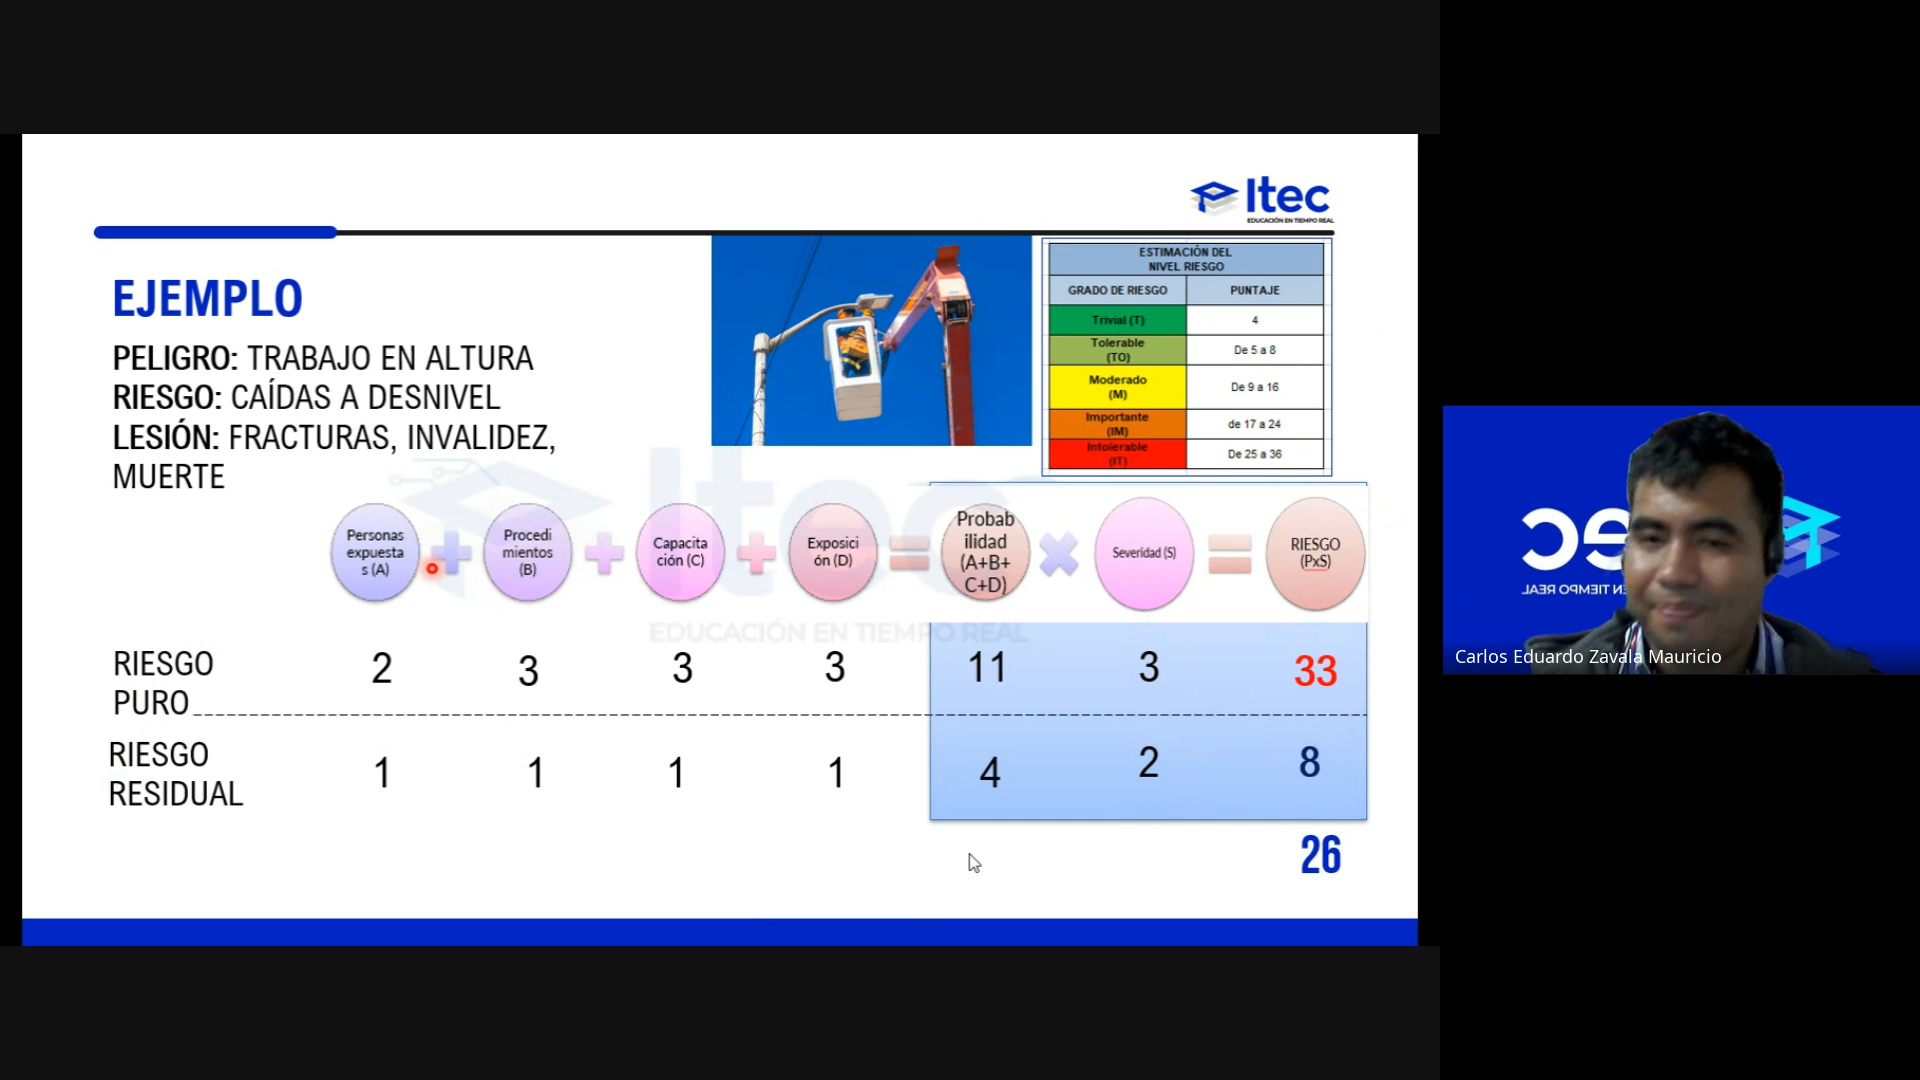 Itec
EDUCACIÓN EN TIEMPO REAL
ESTIMACIÓN DEL
NIVEL RIESGO
GRADO DE RIESGO PUNTAJE
Trivial (T) 4
Tolerable
(TO) De 5 a 8
Moderado
(M) De 9 a 16
Importante
(IM) de 17 a 24
Intolerable
(IT) De 25 a 36
EJEMPLO
PELIGRO: TRABAJO EN ALTURA
RIESGO: CAÍDAS A DESNIVEL
LESIÓN: FRACTURAS, INVALIDEZ,
MUERTE
Personas
expuesta
s (A)
Procedi
mientos
(B)
Capacita
ción (C)
Exposici
ón (D)
Probab
ilidad
(A+B+
C+D)
Severidad (S)
RIESGO
(PxS)
Itec
EDUCACIÓN EN TIEMPO REAL
RIESGO
PURO
2 3 3 3 11 3 33
RIESGO
RESIDUAL
1 1 1 1 4 2 8
26
EN TIEMPO REAL
Carlos Eduardo Zavala Mauricio